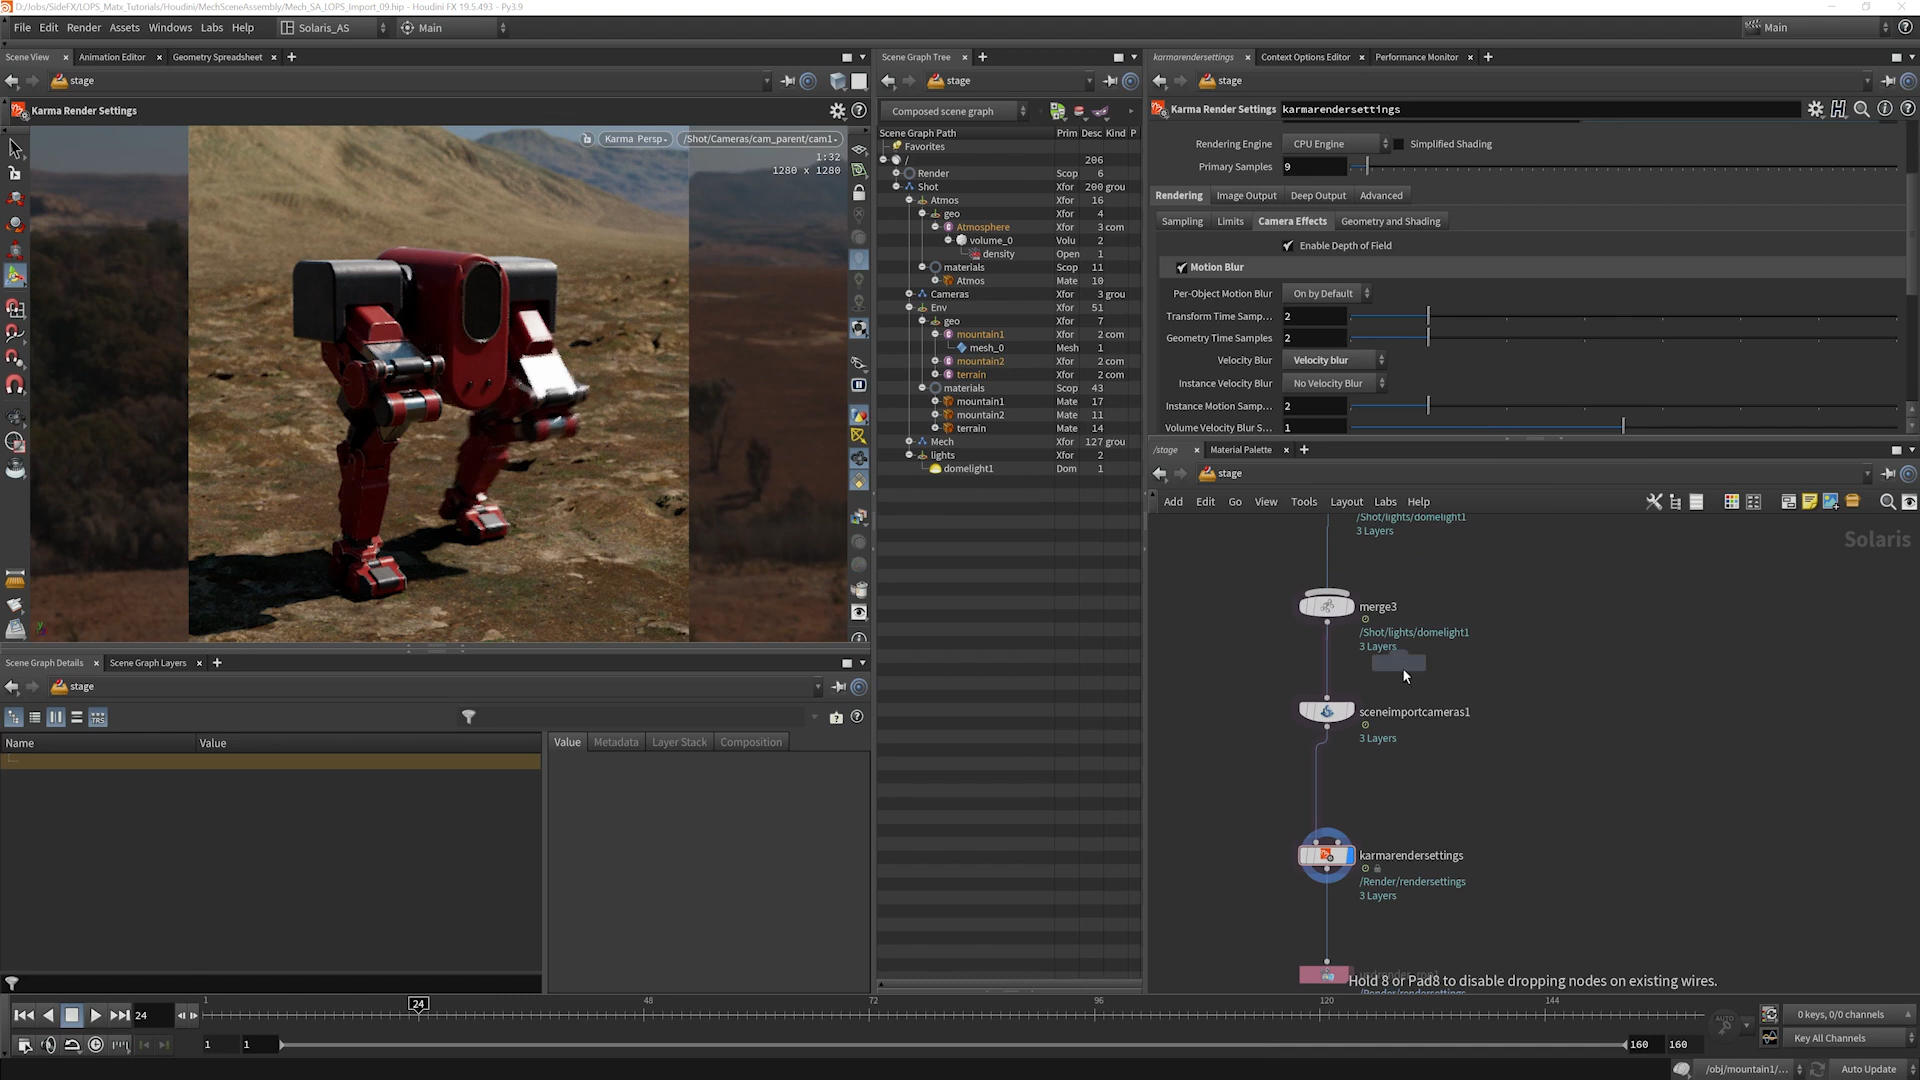 D:/Jobs/SideFX/LOPS_Matx_Tutorials/Houdini/MechSceneAssembly/Mech_SA_LOPS_Import_09.hip - Houdini FX 19.5.493 - Py3.9
File Edit Render Assets Windows Labs Help Solaris_AS Main Main
Scene View Animation Editor Geometry Spreadsheet
stage
Karma Render Settings
Karma Persp /Shot/Cameras/cam_parent/cam1
1:32
1280 x 1280
Scene Graph Tree
stage
Composed scene graph
Scene Graph Path Prim Desc Kind P
Favorites
/ 206
Render Scop 6
Shot Xfor 200 grou
Atmos Xfor 16
geo Xfor 4
Atmosphere Xfor 3 com
volume_0 Volu 2
density Open 1
materials Scop 11
Atmos Mate 10
Cameras Xfor 3 grou
Env Xfor 51
geo Xfor 7
mountain1 Xfor 2 com
mesh_0 Mesh 1
mountain2 Xfor 2 com
terrain Xfor 2 com
materials Scop 43
mountain1 Mate 17
mountain2 Mate 11
terrain Mate 14
Mech Xfor 127 grou
lights Xfor 2
domelight1 Dom 1
karmarendersettings Context Options Editor Performance Monitor
stage
Karma Render Settings karmarendersettings
Rendering Engine CPU Engine Simplified Shading
Primary Samples 9
Rendering Image Output Deep Output Advanced
Sampling Limits Camera Effects Geometry and Shading
Enable Depth of Field
Motion Blur
Per-Object Motion Blur On by Default
Transform Time Samp... 2
Geometry Time Samples 2
Velocity Blur Velocity blur
Instance Velocity Blur No Velocity Blur
Instance Motion Samp... 2
Volume Velocity Blur S... 1
/stage Material Palette
stage
Add Edit Go View Tools Layout Labs Help
Solaris
/Shot/lights/domelight1
3 Layers
merge3
/Shot/lights/domelight1
3 Layers
sceneimportcameras1
3 Layers
karmarendersettings
/Render/rendersettings
3 Layers
Hold 8 or Pad8 to disable dropping nodes on existing wires.
/Render/rendersettings
Scene Graph Details Scene Graph Layers
stage
TRS
Name Value
Value Metadata Layer Stack Composition
1 24 48 72 96 120 144
24
1 1 160 160
AUTO
0 keys, 0/0 channels
Key All Channels
/obj/mountain1/... Auto Update